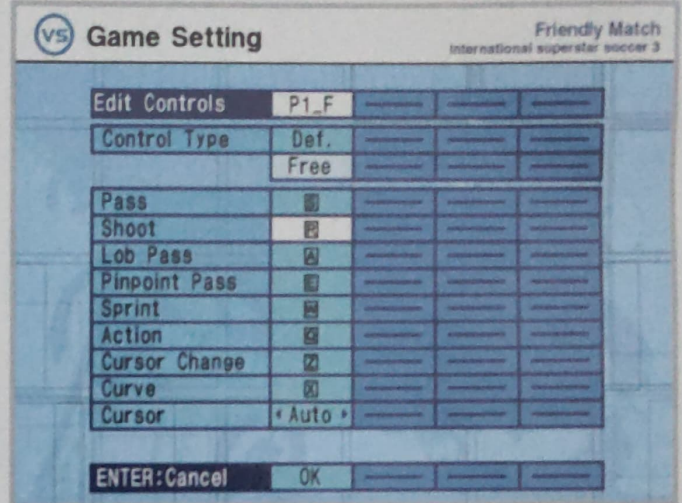 VS Game Setting
Friendly Match
International superstar soccer 3
Edit Controls P1_F
Control Type Def.
Free
Pass
Shoot P
Lob Pass A
Pinpoint Pass E
Sprint
Action
Cursor Change Z
Curve X
Cursor Auto
ENTER:Cancel OK